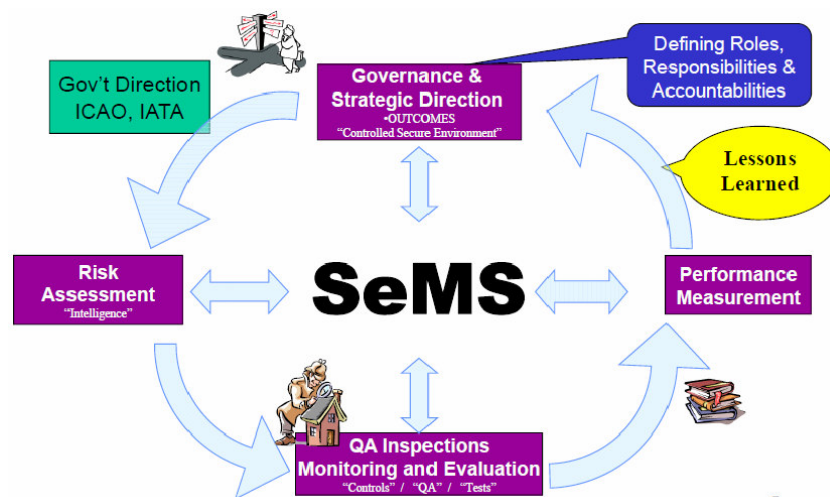 Gov't Direction
ICAO, IATA
Governance &
Strategic Direction
•OUTCOMES
“Controlled Secure Environment”
Defining Roles,
Responsibilities &
Accountabilities
Lessons
Learned
Risk
Assessment
“Intelligence”
SeMS
Performance
Measurement
QA Inspections
Monitoring and Evaluation
“Controls” / “QA” / “Tests”